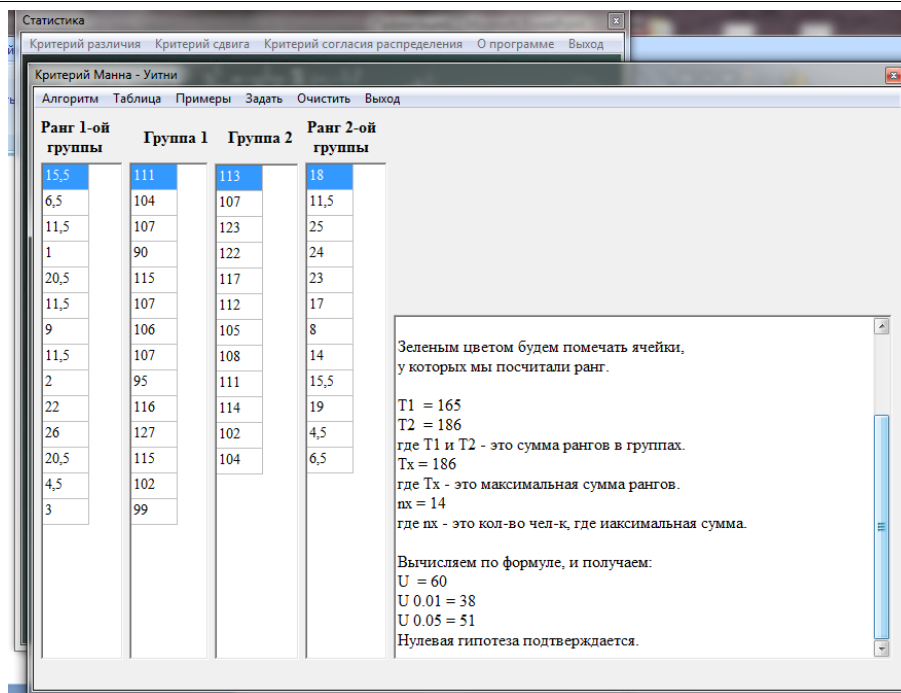 Статистика
Критерий различия Критерий сдвига Критерий согласия распределения О программе Выход
Критерий Манна - Уитни
Алгоритм Таблица Примеры Задать Очистить Выход
Ранг 1-ой группы Группа 1 Группа 2 Ранг 2-ой группы
15,5 111 113 18
6,5 104 107 11,5
11,5 107 123 25
1 90 122 24
20,5 115 117 23
11,5 107 112 17
9 106 105 8
11,5 107 108 14
2 95 111 15,5
22 116 114 19
26 127 102 4,5
20,5 115 104 6,5
4,5 102
3 99
Зеленым цветом будем помечать ячейки,
у которых мы посчитали ранг.
T1 = 165
T2 = 186
где T1 и T2 - это сумма рангов в группах.
Tx = 186
где Tx - это максимальная сумма рангов.
nx = 14
где nx - это кол-во чел-к, где иаксимальная сумма.
Вычисляем по формуле, и получаем:
U = 60
U 0.01 = 38
U 0.05 = 51
Нулевая гипотеза подтверждается.